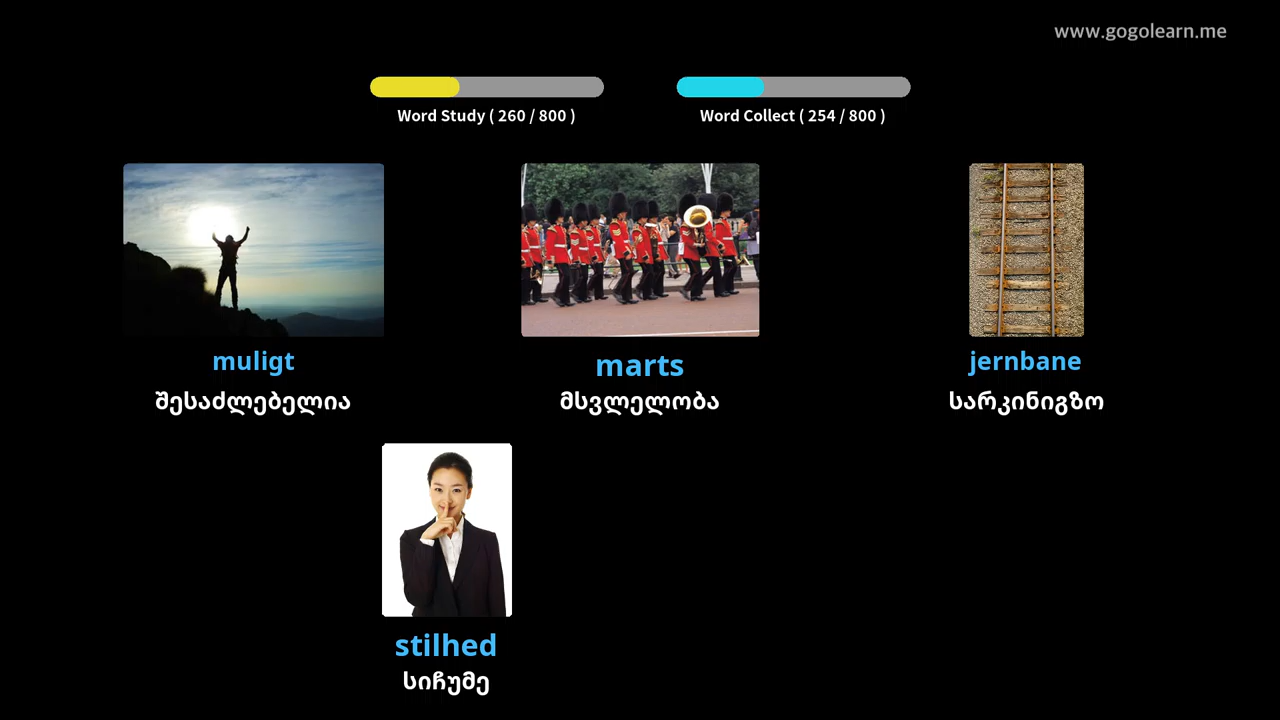 www.gogolearn.me
Word Study ( 260 / 800 )
Word Collect ( 254 / 800 )
muligt
შესაძლებელია
marts
მსვლელობა
jernbane
სარკინიგზო
stilhed
სიჩუმე